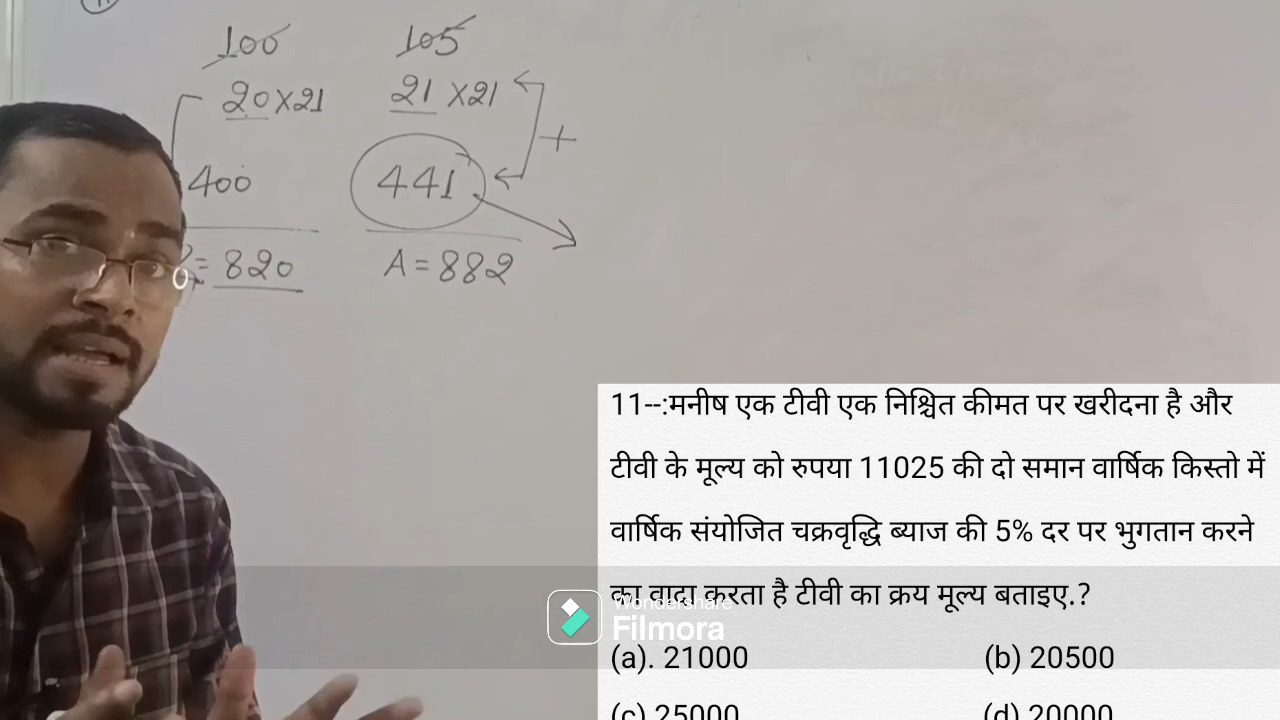 100 105
20×21 21×21
+
400 441
= 820 A = 882
11--:मनीष एक टीवी एक निश्चित कीमत पर खरीदना है और
टीवी के मूल्य को रुपया 11025 की दो समान वार्षिक किस्तो में
वार्षिक संयोजित चक्रवृद्धि ब्याज की 5% दर पर भुगतान करने
का वादा करता है टीवी का क्रय मूल्य बताइए.?
Wondershare
Filmora
(a). 21000 (b) 20500
(c) 25000 (d) 20000